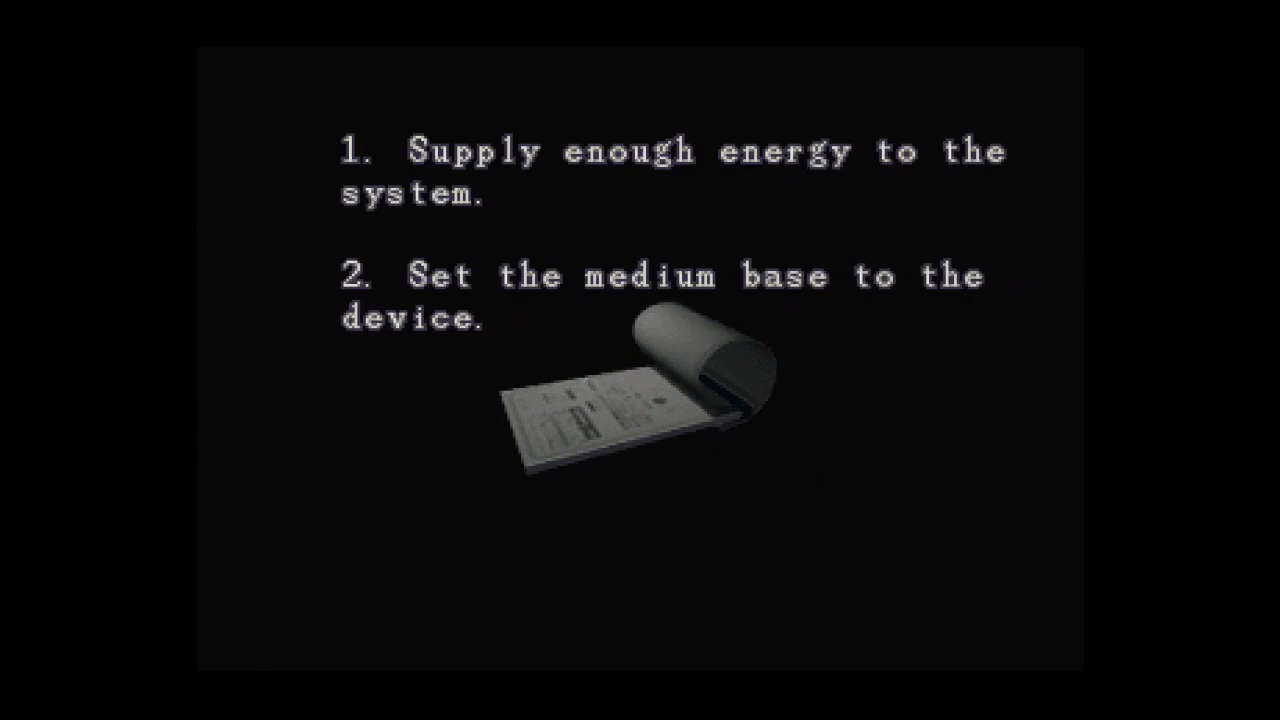 1. Supply enough energy to the
system.
2. Set the medium base to the
device.